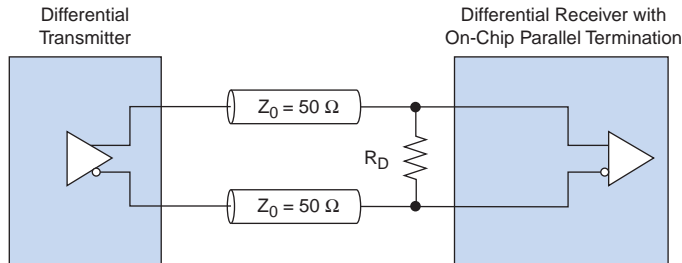 Differential
Transmitter
Differential Receiver with
On-Chip Parallel Termination
Z0 = 50 Ω
RD
Z0 = 50 Ω